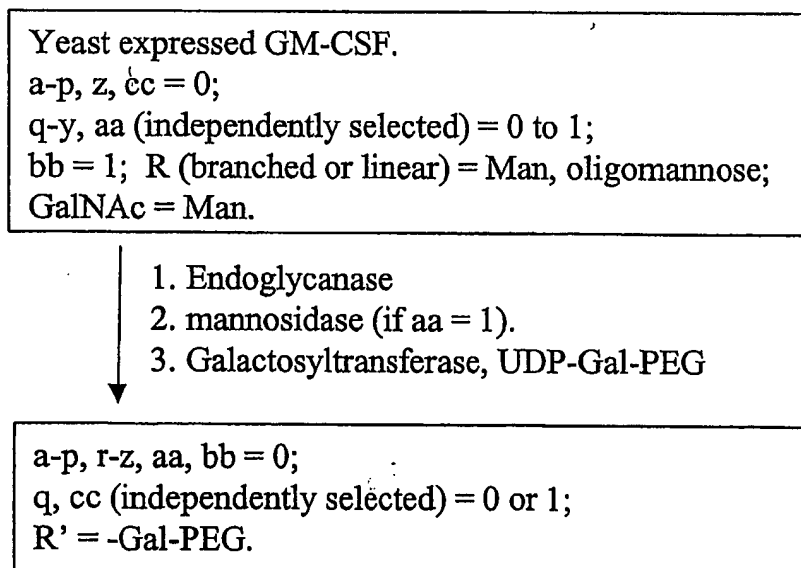 Yeast expressed GM-CSF.
a-p, z, cc = 0;
q-y, aa (independently selected) = 0 to 1;
bb = 1; R (branched or linear) = Man, oligomannose;
GalNAc = Man.
1. Endoglycanase
2. mannosidase (if aa = 1).
3. Galactosyltransferase, UDP-Gal-PEG
a-p, r-z, aa, bb = 0;
q, cc (independently selected) = 0 or 1;
R’ = -Gal-PEG.